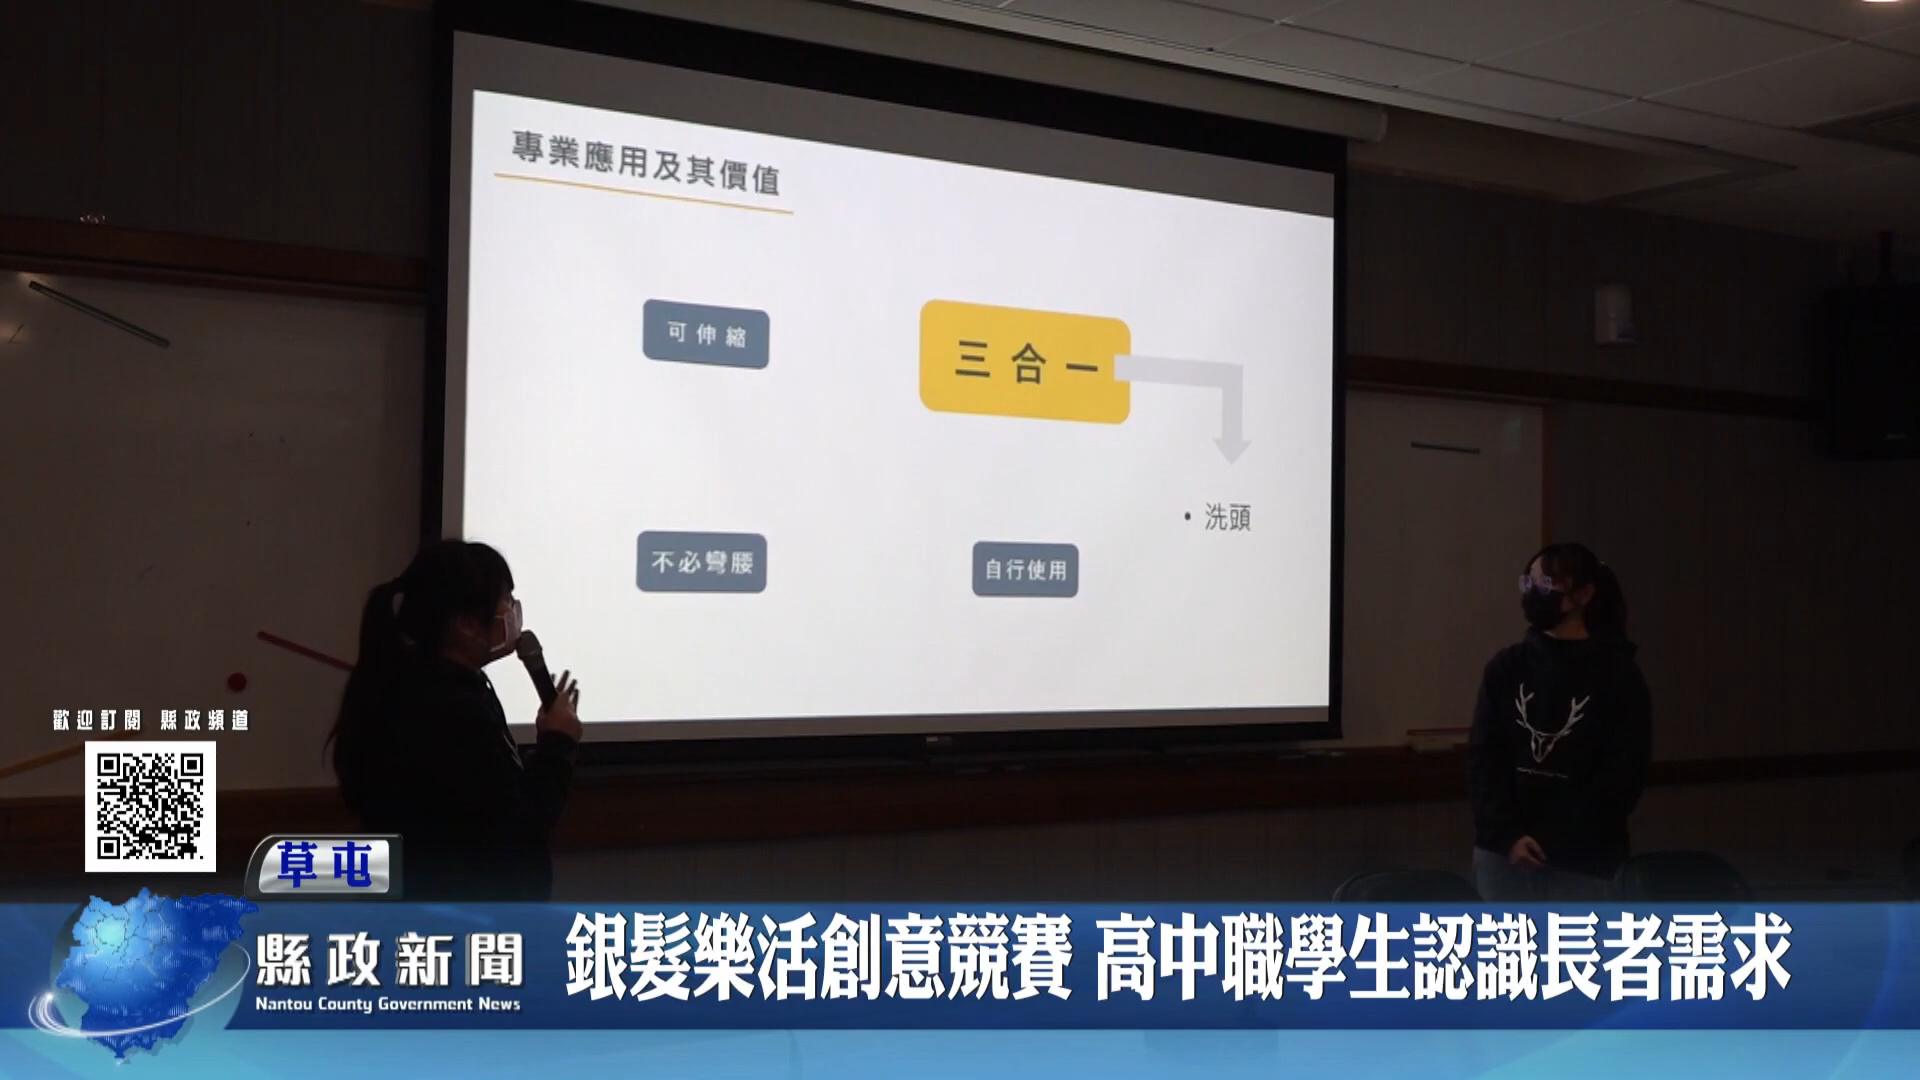 專業應用及其價值
可伸縮
三合一
不必彎腰
自行使用
• 洗頭
歡迎訂閱 縣政頻道
草屯
縣政新聞
Nantou County Government News
銀髮樂活創意競賽 高中職學生認識長者需求